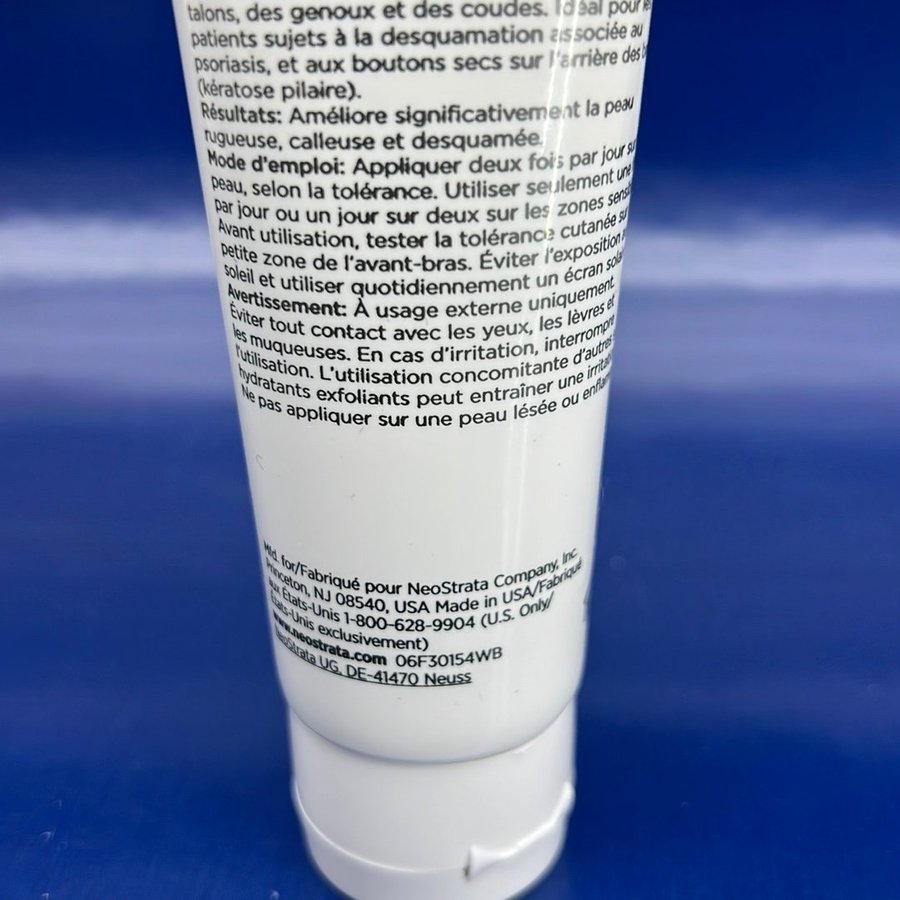 talons, des genoux et des coudes. Idéal pour les
patients sujets à la desquamation associée au
psoriasis, et aux boutons secs sur l'arrière des
(kératose pilaire).
Résultats: Améliore significativement la peau
rugueuse, calleuse et desquamée.
Mode d'emploi: Appliquer deux fois par jour
peau, selon la tolérance. Utiliser seulement une
par jour ou un jour sur deux sur les zones
Avant utilisation, tester la tolérance cutanée sur
petite zone de l'avant-bras. Éviter l'exposition
soleil et utiliser quotidiennement un écran
Avertissement: À usage externe uniquement
Éviter tout contact avec les yeux, les lèvres et
les muqueuses. En cas d'irritation, interrompre
l'utilisation. L'utilisation concomitante d'autres
hydratants exfoliants peut entraîner une
Ne pas appliquer sur une peau lésée ou
Mfd. for/Fabriqué pour NeoStrata Company, Inc.
Princeton, NJ 08540, USA Made in USA/Fabriqué
aux États-Unis 1-800-628-9904 (U.S. Only/
États-Unis exclusivement)
www.neostrata.com 06F30154WB
NeoStrata UG, DE-41470 Neuss